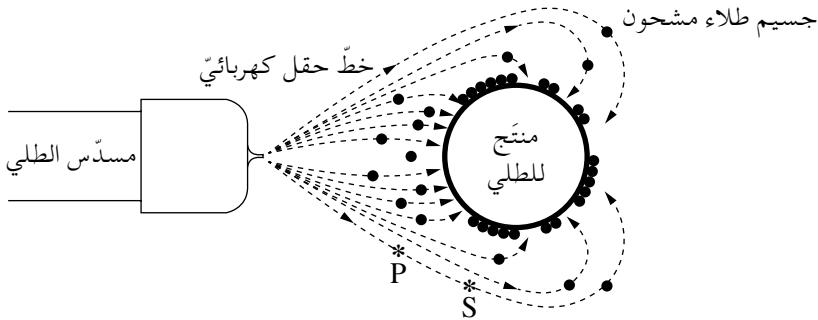 جسيم طلاء مشحون
خطّ حقل كهربائيّ
مسدّس الطلي
منتَج
للطلي
P
S